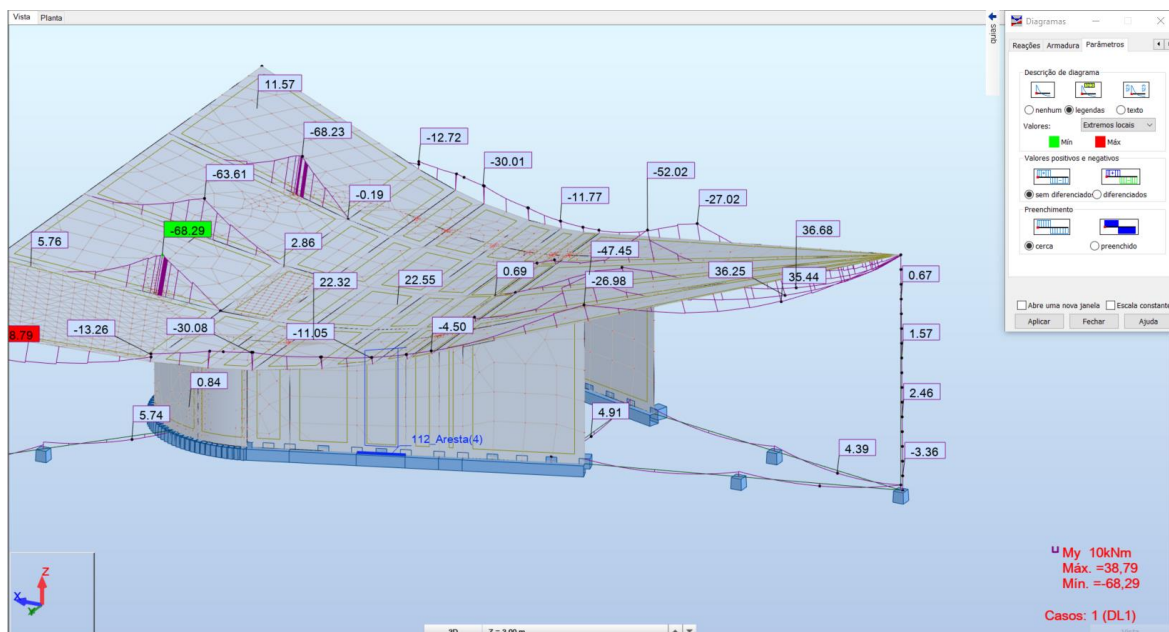 Vista Planta
Diagramas
Reações Armadura Parâmetros
Descrição de diagrama
nenhum legendas texto
Valores: Extremos locais
Mín Máx
Valores positivos e negativos
sem diferenciado diferenciados
Preenchimento
cerca preenchido
Abre uma nova janela Escala constante
Aplicar Fechar Ajuda
11.57
-68.23
-12.72
-30.01
-52.02
-63.61
-0.19
-11.77
-27.02
-68.29
5.76
2.86
-47.45
36.68
22.32
22.55
0.69
-26.98
36.25
35.44
0.67
8.79
-13.26
-30.08
-11.05
-4.50
1.57
0.84
2.46
5.74
112_Aresta(4)
4.91
4.39
-3.36
My 10kNm
Máx. =38,79
Mín. =-68,29
Casos: 1 (DL1)
Z
X
Y
3D Z = 3.00 m